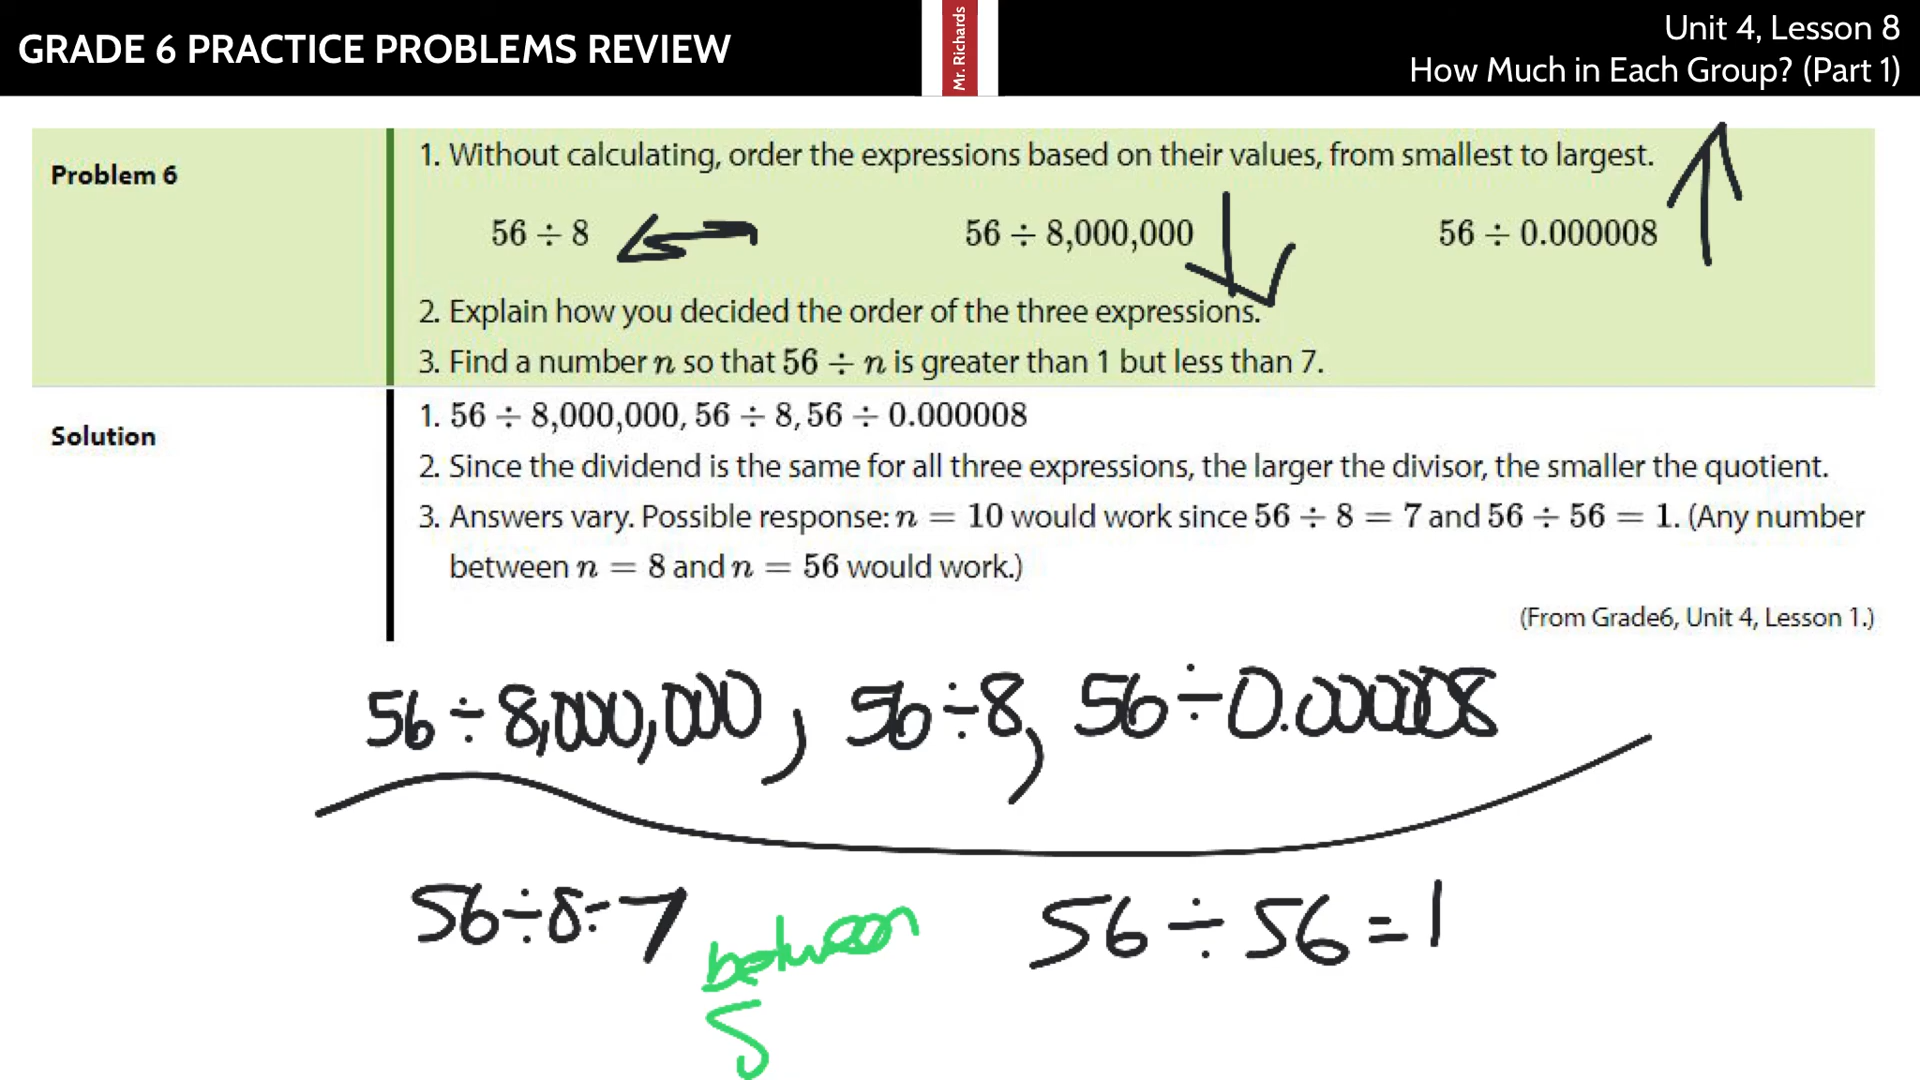 GRADE 6 PRACTICE PROBLEMS REVIEW
Mr. Richards
Unit 4, Lesson 8
How Much in Each Group? (Part 1)
Problem 6
1. Without calculating, order the expressions based on their values, from smallest to largest.
56 ÷ 8 56 ÷ 8,000,000 56 ÷ 0.000008
2. Explain how you decided the order of the three expressions.
3. Find a number n so that 56 ÷ n is greater than 1 but less than 7.
Solution
1. 56 ÷ 8,000,000, 56 ÷ 8, 56 ÷ 0.000008
2. Since the dividend is the same for all three expressions, the larger the divisor, the smaller the quotient.
3. Answers vary. Possible response: n = 10 would work since 56 ÷ 8 = 7 and 56 ÷ 56 = 1. (Any number
between n = 8 and n = 56 would work.)
(From Grade6, Unit 4, Lesson 1.)
56 ÷ 8,000,000, 56 ÷ 8, 56 ÷ 0.000008
56 ÷ 8 = 7 56 ÷ 56 = 1
between
5